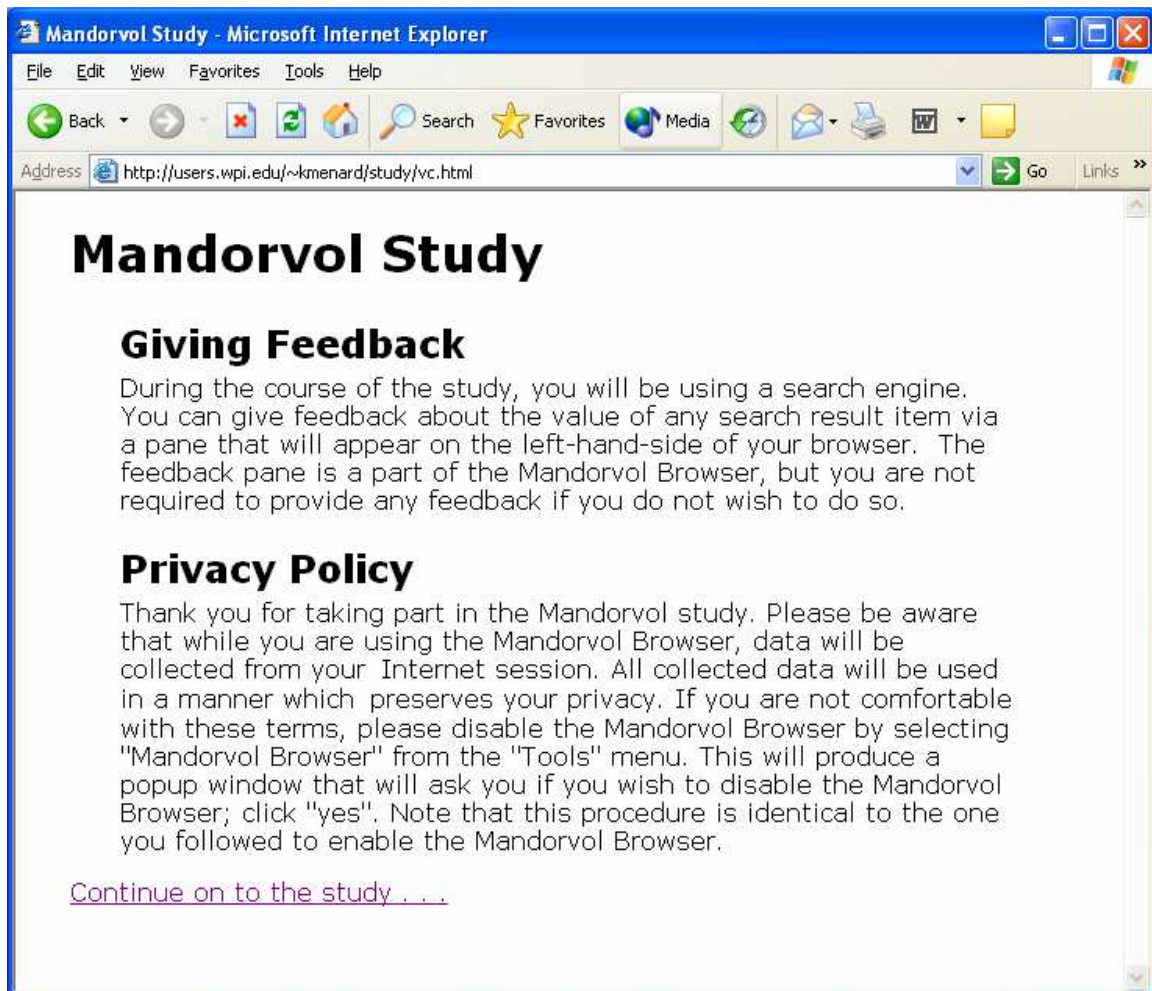 Mandorvol Study - Microsoft Internet Explorer
File Edit View Favorites Tools Help
Back Search Favorites Media
Address http://users.wpi.edu/~kmenard/study/vc.html Go Links »
Mandorvol Study
Giving Feedback
During the course of the study, you will be using a search engine.
You can give feedback about the value of any search result item via
a pane that will appear on the left-hand-side of your browser. The
feedback pane is a part of the Mandorvol Browser, but you are not
required to provide any feedback if you do not wish to do so.
Privacy Policy
Thank you for taking part in the Mandorvol study. Please be aware
that while you are using the Mandorvol Browser, data will be
collected from your Internet session. All collected data will be used
in a manner which preserves your privacy. If you are not comfortable
with these terms, please disable the Mandorvol Browser by selecting
"Mandorvol Browser" from the "Tools" menu. This will produce a
popup window that will ask you if you wish to disable the Mandorvol
Browser; click "yes". Note that this procedure is identical to the one
you followed to enable the Mandorvol Browser.
Continue on to the study . . .